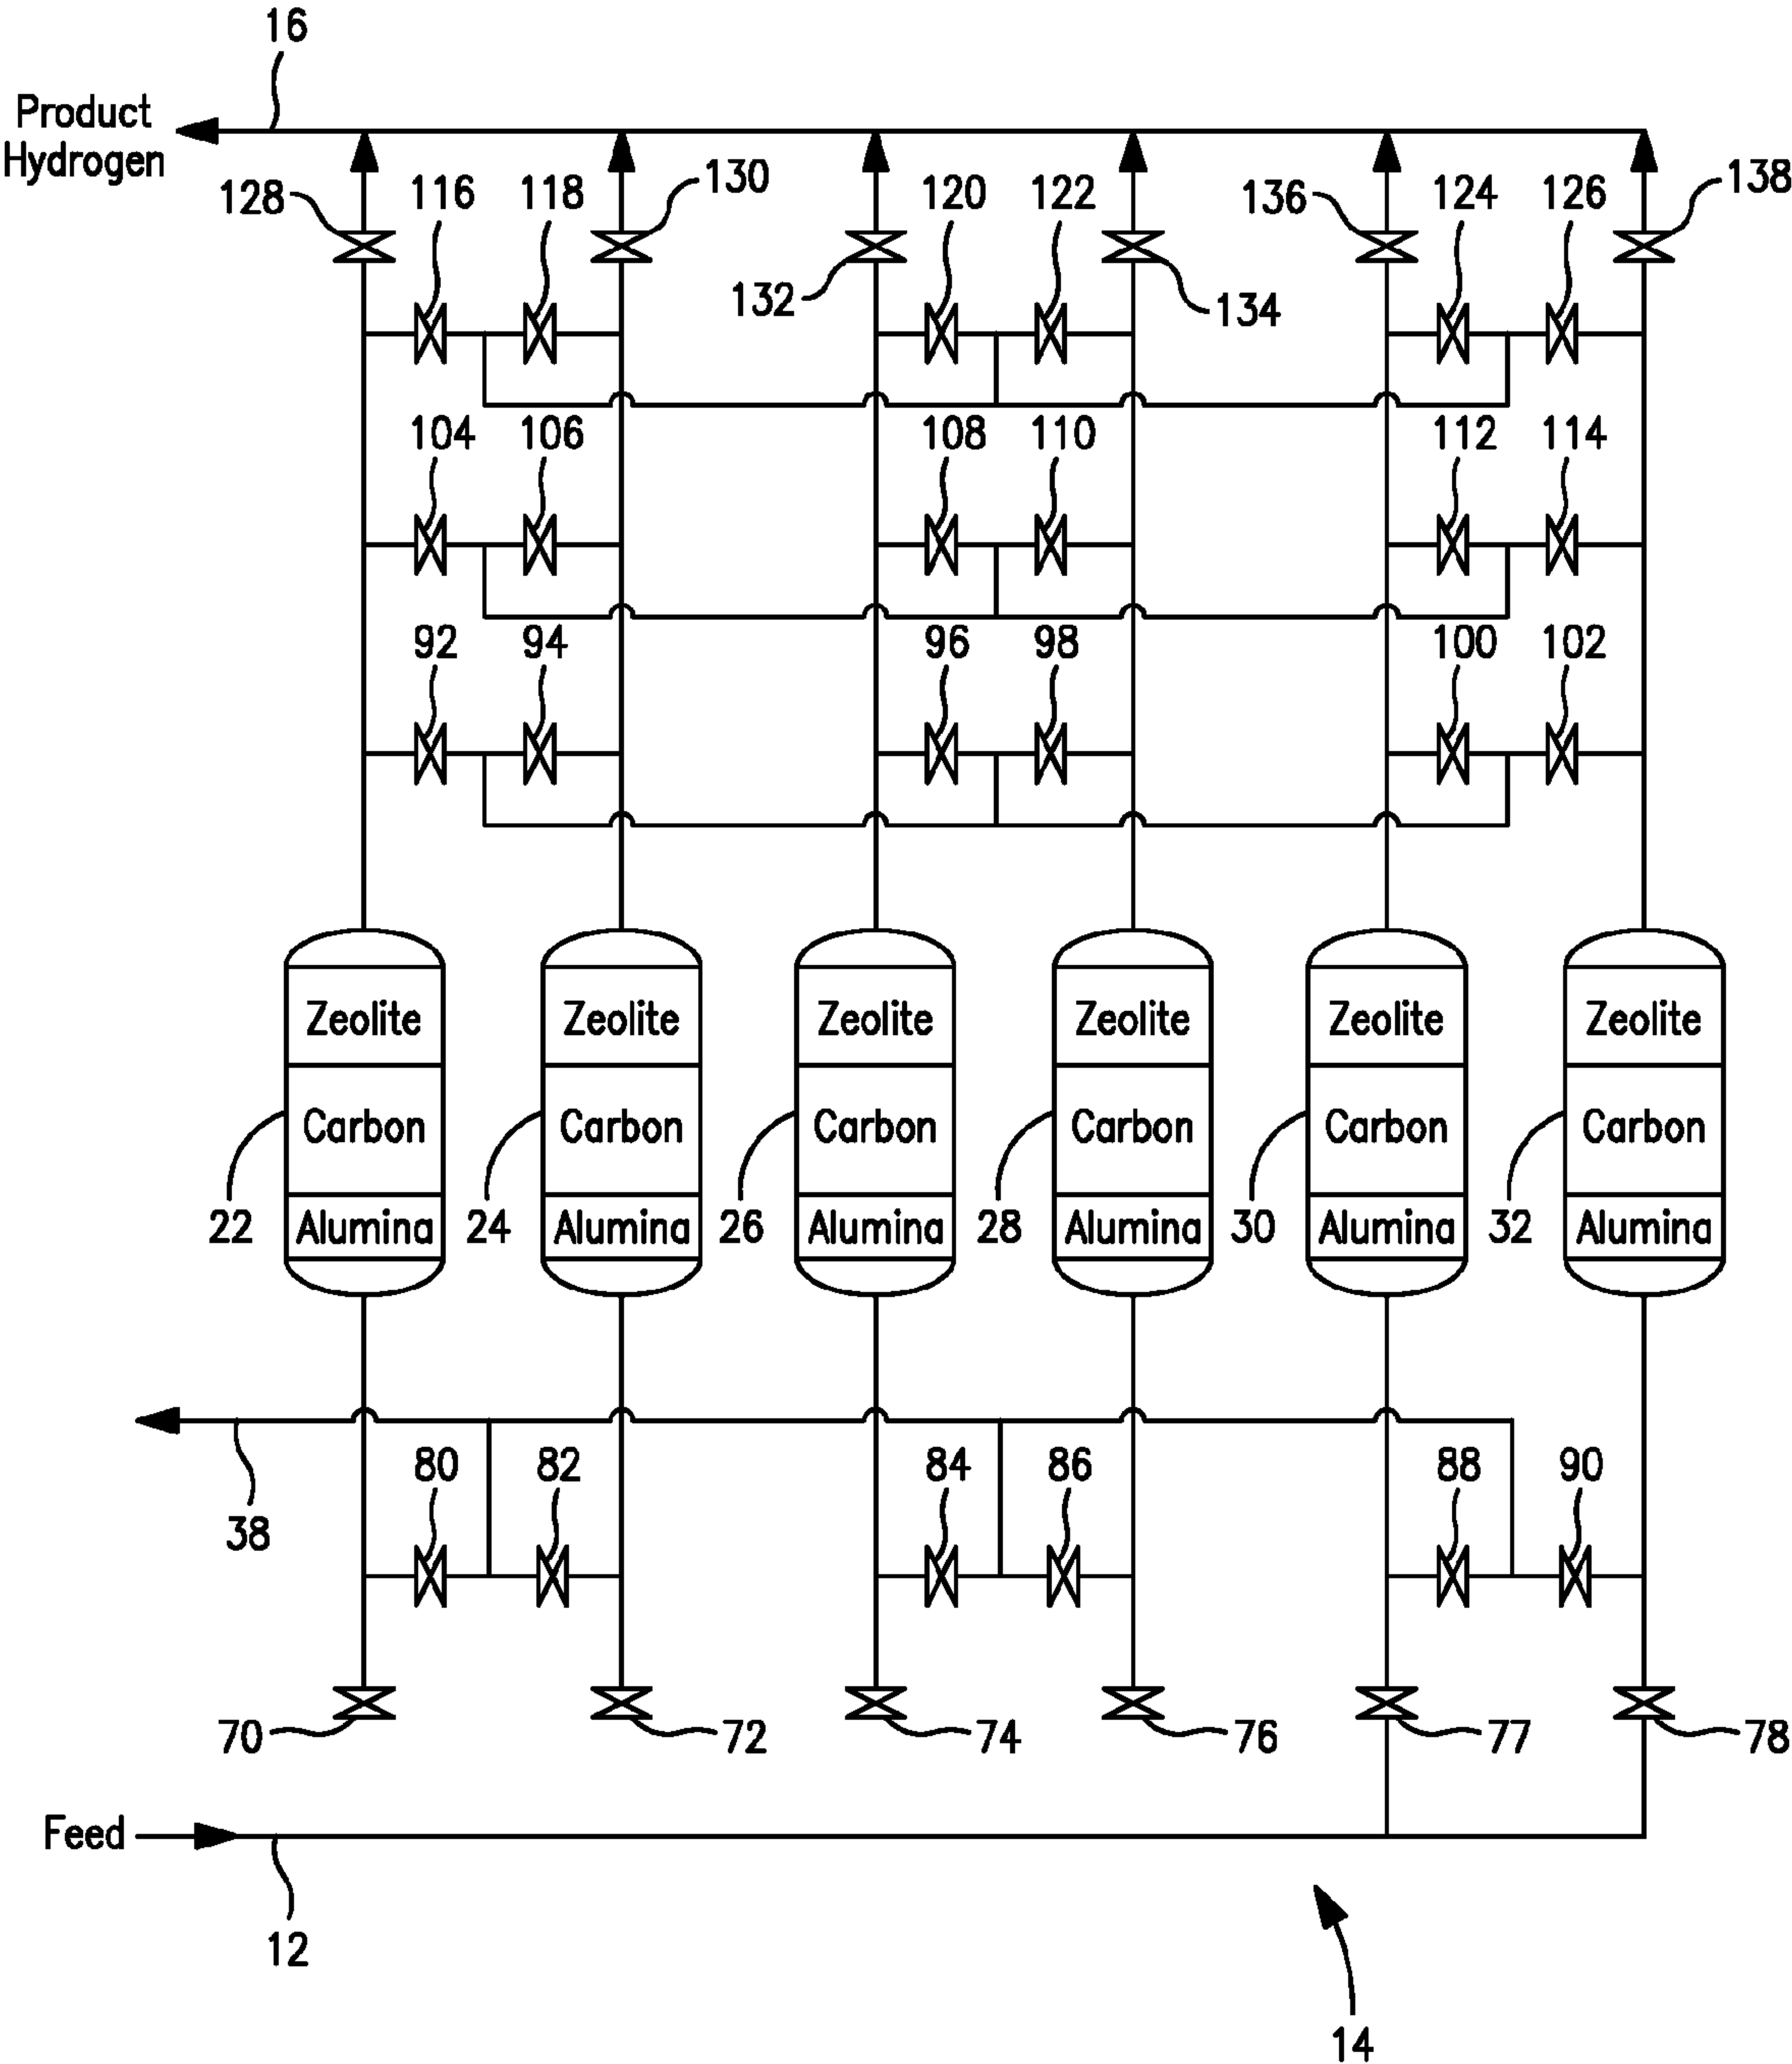 16
Product
Hydrogen
128 116 118 130 120 122 136 124 126 138
132 134
104 106 108 110 112 114
92 94 96 98 100 102
Zeolite Zeolite Zeolite Zeolite Zeolite Zeolite
Carbon Carbon Carbon Carbon Carbon Carbon
22 Alumina 24 Alumina 26 Alumina 28 Alumina 30 Alumina 32 Alumina
80 82 84 86 88 90
38
70 72 74 76 77 78
Feed
12
14